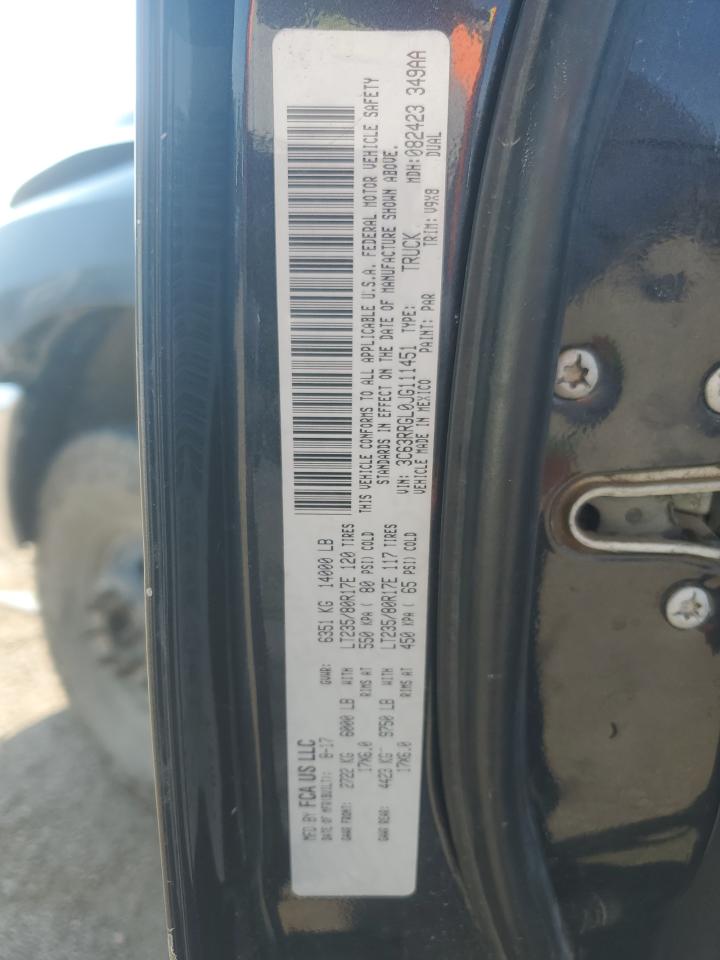 MFD BY FCA US LLC
DATE OF MFR(BUILT): 8-17 GVWR: 6351 KG 14000 LB
GAWR FRONT: 2722 KG 6000 LB WITH LT235/80R17E 120 TIRES
17X6.0 RIMS AT 550 KPA ( 80 PSI) COLD
GAWR REAR: 4423 KG 9750 LB WITH LT235/80R17E 117 TIRES
17X6.0 RIMS AT 450 KPA ( 65 PSI) COLD
THIS VEHICLE CONFORMS TO ALL APPLICABLE U.S.A. FEDERAL MOTOR VEHICLE SAFETY
STANDARDS IN EFFECT ON THE DATE OF MANUFACTURE SHOWN ABOVE.
VIN: 3C63RRGL0JG111451 TYPE: TRUCK MDH:082423 349AA
VEHICLE MADE IN MEXICO PAINT: PAR TRIM: V9X8 DUAL